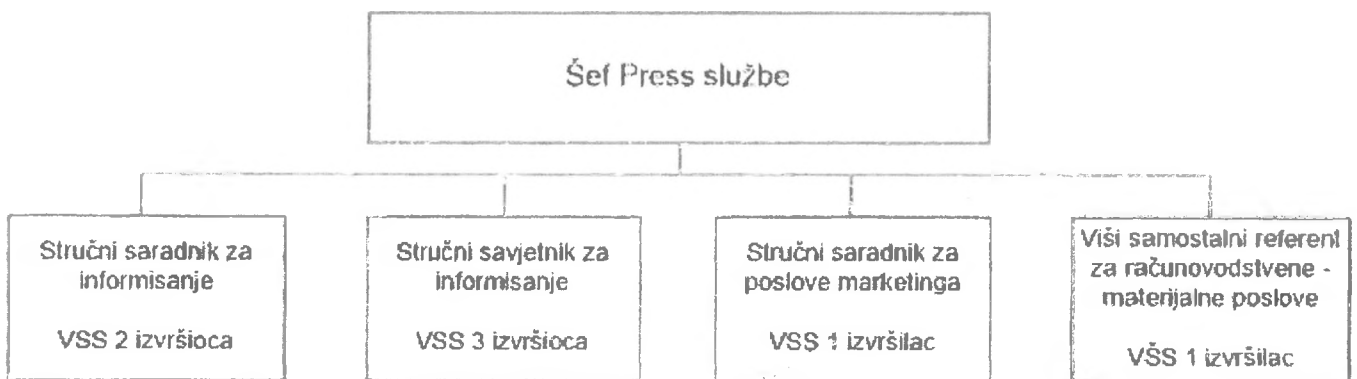 Šef Press službe
Stručni saradnik za
informisanje
VSS 2 izvršioca
Stručni savjetnik za
informisanje
VSS 3 izvršioca
Stručni saradnik za
poslove marketinga
VSS 1 izvršilac
Viši samostalni referent
za računovodstvene -
materijalne poslove
VŠS 1 izvršilac